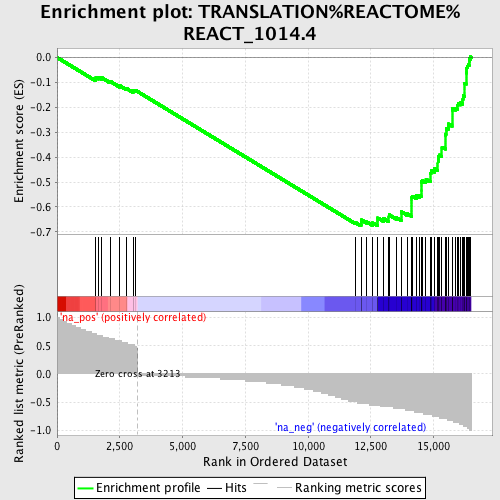 Enrichment plot: TRANSLATION%REACTOME%
REACT_1014.4
Enrichment score (ES)
0.0
-0.1
-0.2
-0.3
-0.4
-0.5
-0.6
-0.7
Ranked list metric (PreRanked)
1.0
0.5
0.0
-0.5
-1.0
'na_pos' (positively correlated)
Zero cross at 3213
'na_neg' (negatively correlated)
0
2,500
5,000
7,500
10,000
12,500
15,000
Rank in Ordered Dataset
Enrichment profile
Hits
Ranking metric scores